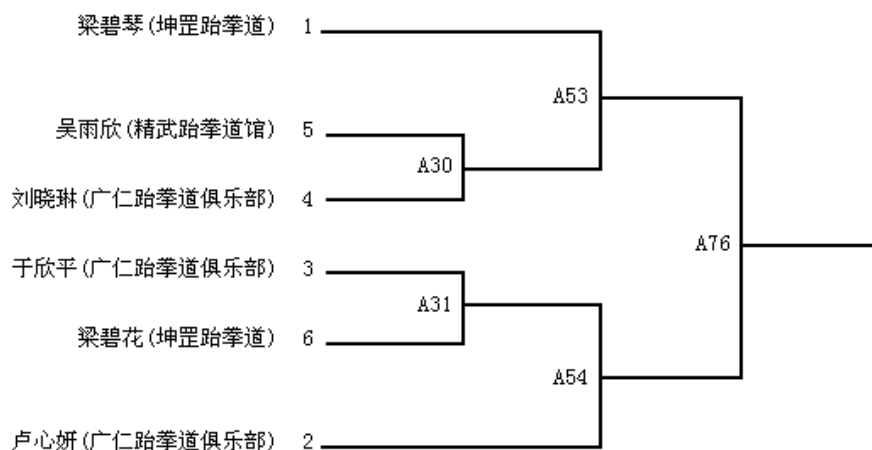 梁碧琴(坤罡跆拳道) 1
A53
吴雨欣(精武跆拳道馆) 5
A30
刘晓琳(广仁跆拳道俱乐部) 4
A76
于欣平(广仁跆拳道俱乐部) 3
A31
梁碧花(坤罡跆拳道) 6
A54
卢心妍(广仁跆拳道俱乐部) 2